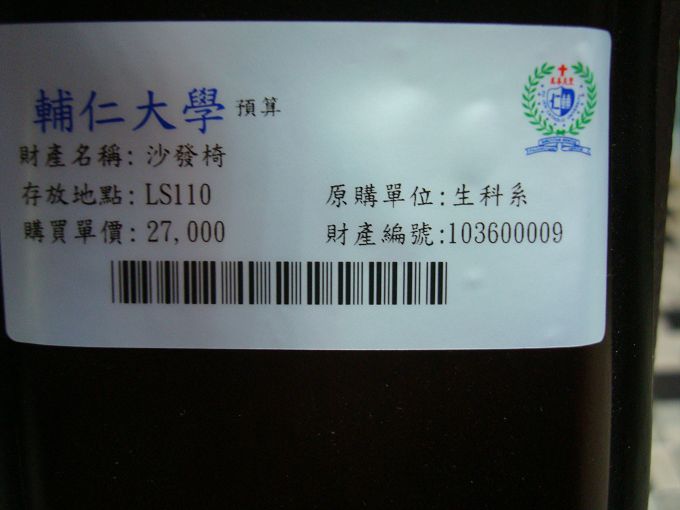 輔仁大學 預算
財產名稱: 沙發椅
存放地點: LS110 原購單位: 生科系
購買單價: 27,000 財產編號:103600009